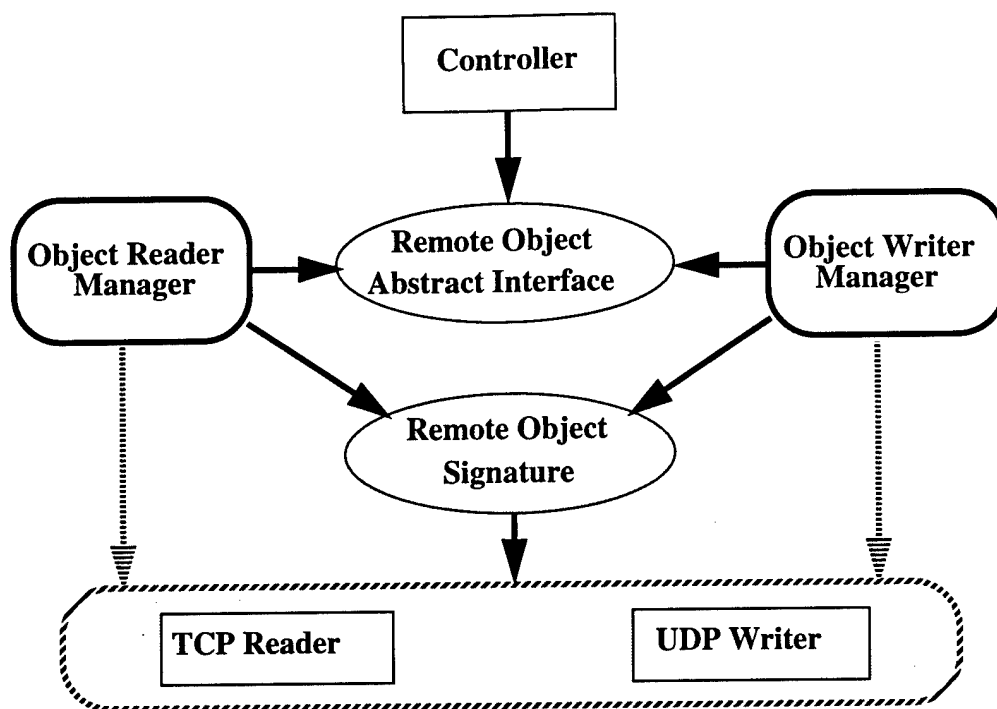 Controller
Remote Object
Abstract Interface
Object Reader
Manager
Object Writer
Manager
Remote Object
Signature
TCP Reader
UDP Writer